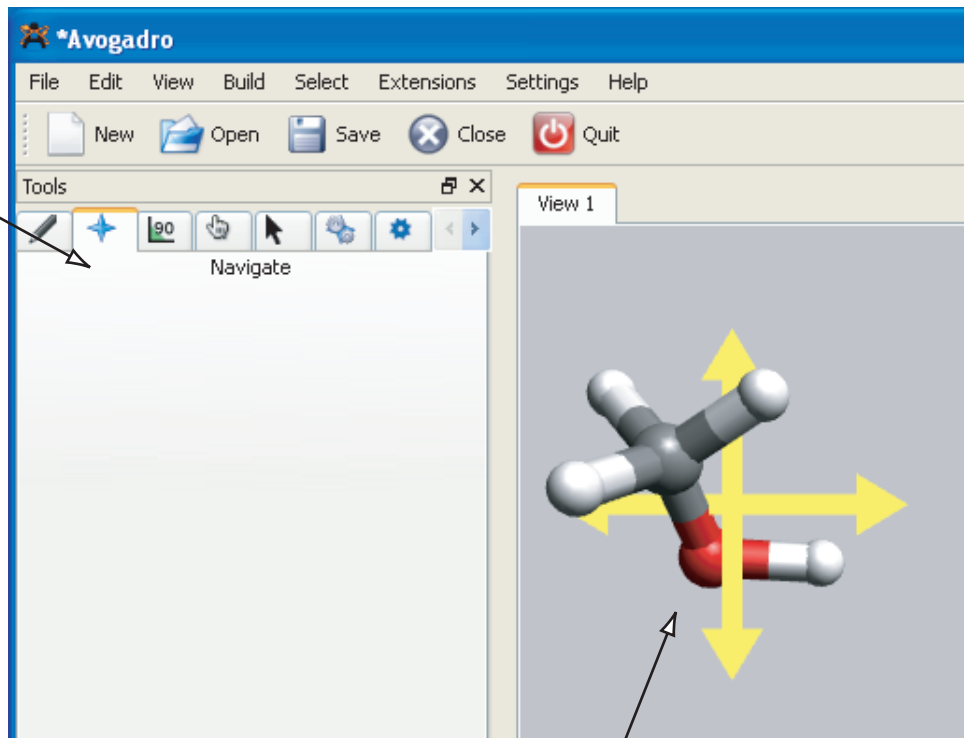 *Avogadro
File Edit View Build Select Extensions Settings Help
New Open Save Close Quit
Tools
View 1
90
Navigate